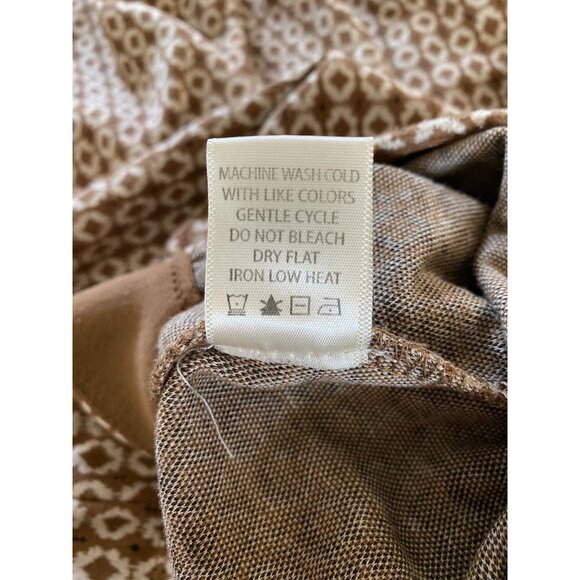 MACHINE WASH COLD
WITH LIKE COLORS
GENTLE CYCLE
DO NOT BLEACH
DRY FLAT
IRON LOW HEAT